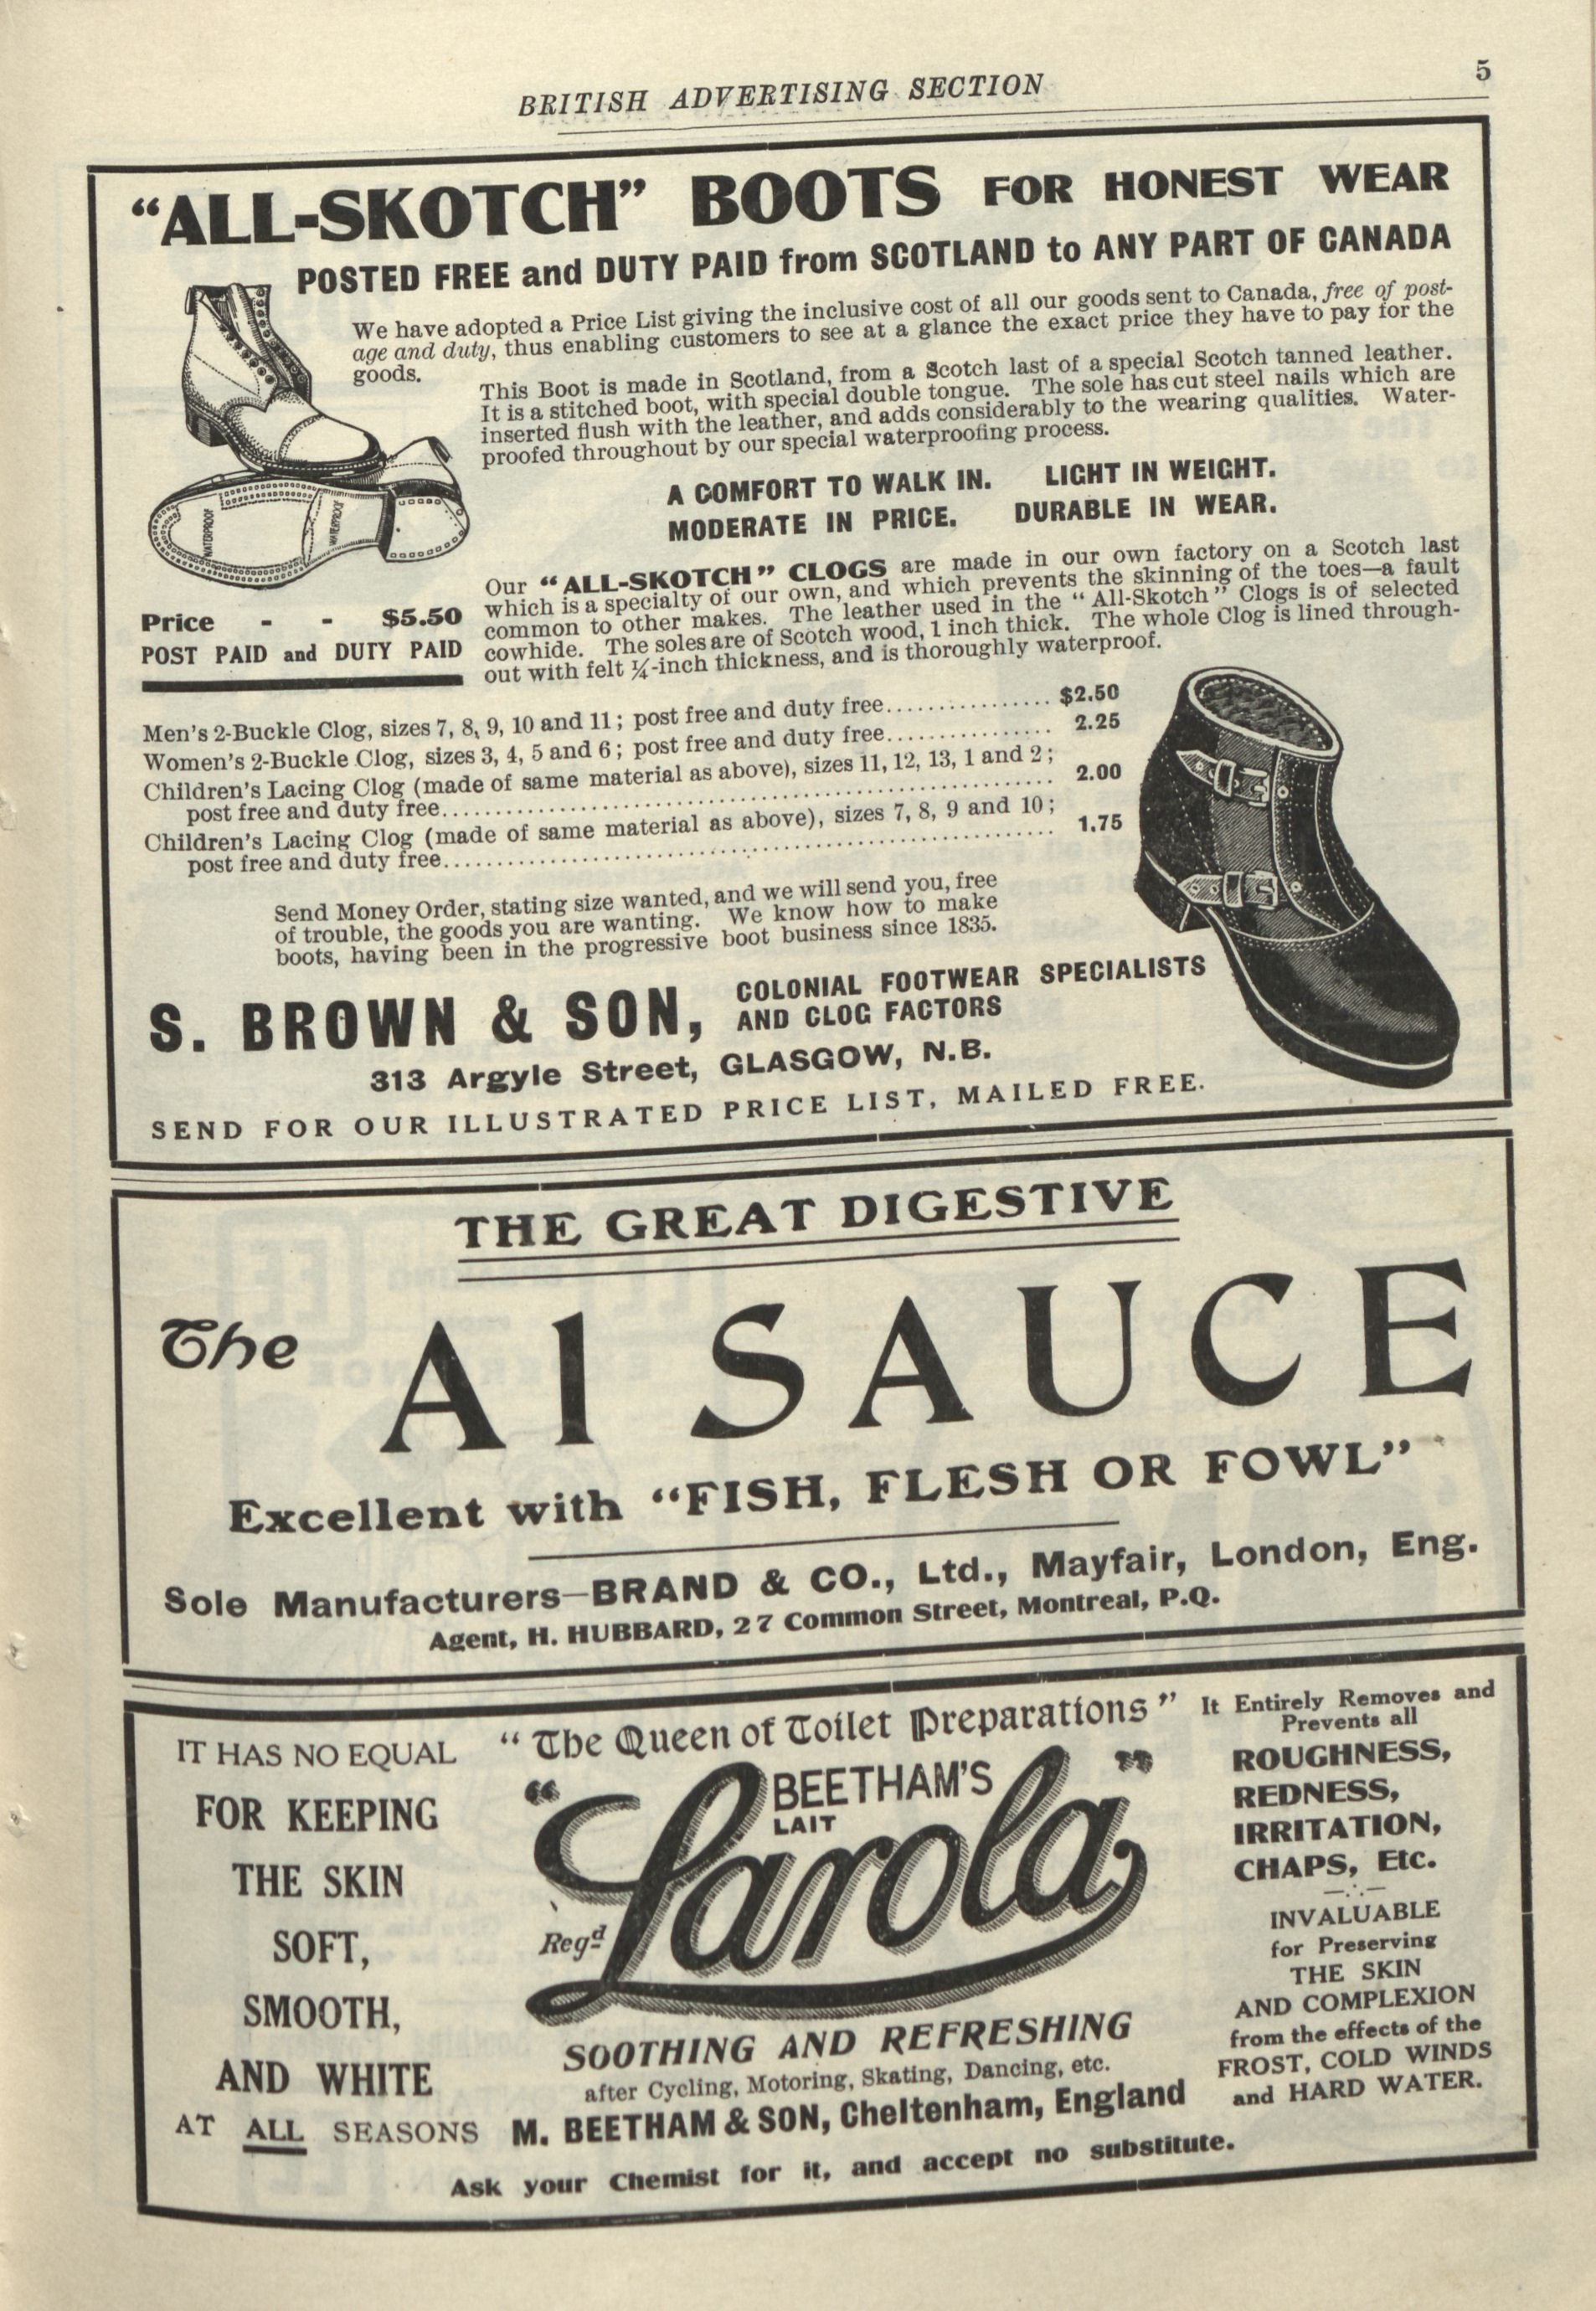 BRITISH ADVERTISING SECTION
5
"ALL-SKOTCH" BOOTS FOR HONEST WEAR
POSTED FREE and DUTY PAID from SCOTLAND to ANY PART OF CANADA
We have adopted a Price List giving the inclusive cost of all our goods sent to Canada, free of post-
age and duty, thus enabling customers to see at a glance the exact price they have to pay for the
goods.
This Boot is made in Scotland, from a Scotch last of a special Scotch tanned leather.
It is a stitched boot, with special double tongue. The sole has cut steel nails which are
inserted flush with the leather, and adds considerably to the wearing qualities. Water-
proofed throughout by our special waterproofing process.
WATERPROOF
WATERPROOF
A COMFORT TO WALK IN. LIGHT IN WEIGHT.
MODERATE IN PRICE. DURABLE IN WEAR.
Price - - $5.50
POST PAID and DUTY PAID
Our "ALL-SKOTCH" CLOGS are made in our own factory on a Scotch last
which is a specialty of our own, and which prevents the skinning of the toes—a fault
common to other makes. The leather used in the "All-Skotch" Clogs is of selected
cowhide. The soles are of Scotch wood, 1 inch thick. The whole Clog is lined through-
out with felt ¼-inch thickness, and is thoroughly waterproof.
Men's 2-Buckle Clog, sizes 7, 8, 9, 10 and 11; post free and duty free................ $2.50
Women's 2-Buckle Clog, sizes 3, 4, 5 and 6; post free and duty free................ 2.25
Children's Lacing Clog (made of same material as above), sizes 11, 12, 13, 1 and 2;
post free and duty free................ 2.00
Children's Lacing Clog (made of same material as above), sizes 7, 8, 9 and 10;
post free and duty free................ 1.75
Send Money Order, stating size wanted, and we will send you, free
of trouble, the goods you are wanting. We know how to make
boots, having been in the progressive boot business since 1835.
S. BROWN & SON, COLONIAL FOOTWEAR SPECIALISTS
AND CLOG FACTORS
313 Argyle Street, GLASGOW, N.B.
SEND FOR OUR ILLUSTRATED PRICE LIST, MAILED FREE.
THE GREAT DIGESTIVE
The A1 SAUCE
Excellent with "FISH, FLESH OR FOWL"
Sole Manufacturers—BRAND & CO., Ltd., Mayfair, London, Eng.
Agent, H. HUBBARD, 27 Common Street, Montreal, P.Q.
IT HAS NO EQUAL
FOR KEEPING
THE SKIN
SOFT,
SMOOTH,
AND WHITE
AT ALL SEASONS
"The Queen of Toilet Preparations"
BEETHAM'S
LAIT
"Larola"
Regd
SOOTHING AND REFRESHING
after Cycling, Motoring, Skating, Dancing, etc.
M. BEETHAM & SON, Cheltenham, England
It Entirely Removes and
Prevents all
ROUGHNESS,
REDNESS,
IRRITATION,
CHAPS, Etc.
INVALUABLE
for Preserving
THE SKIN
AND COMPLEXION
from the effects of the
FROST, COLD WINDS
and HARD WATER.
Ask your Chemist for it, and accept no substitute.